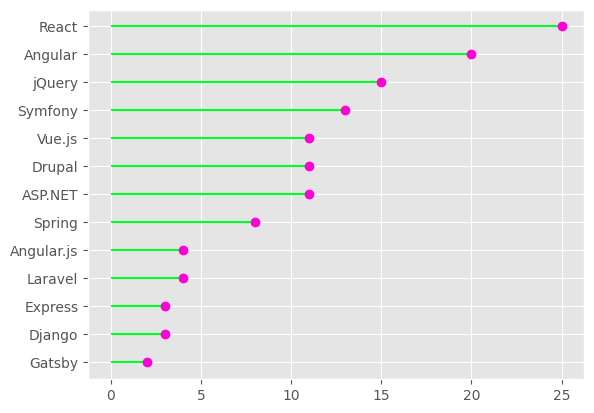 React
Angular
jQuery
Symfony
Vue.js
Drupal
ASP.NET
Spring
Angular.js
Laravel
Express
Django
Gatsby
0 5 10 15 20 25